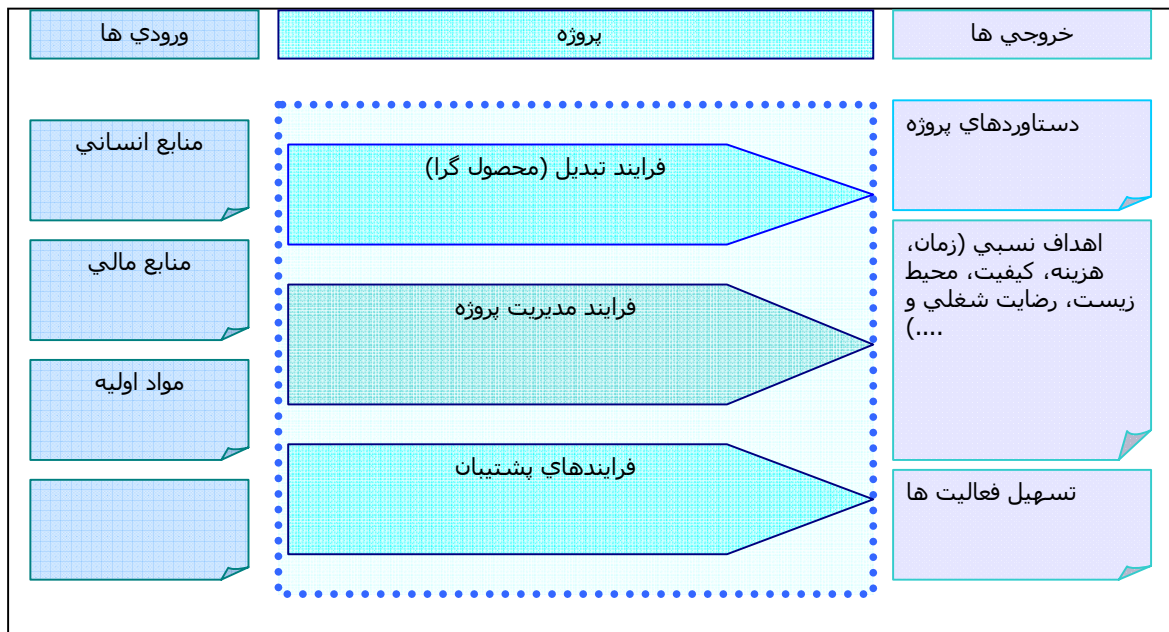 ورودي ها
پروژه
خروجي ها
منابع انساني
منابع مالي
مواد اوليه
فرايند تبديل (محصول گرا)
فرايند مديريت پروژه
فرايندهاي پشتيبان
دستاوردهاي پروژه
اهداف نسبي (زمان،
هزينه، كيفيت، محيط
زيست، رضايت شغلي و
....)
تسهيل فعاليت ها